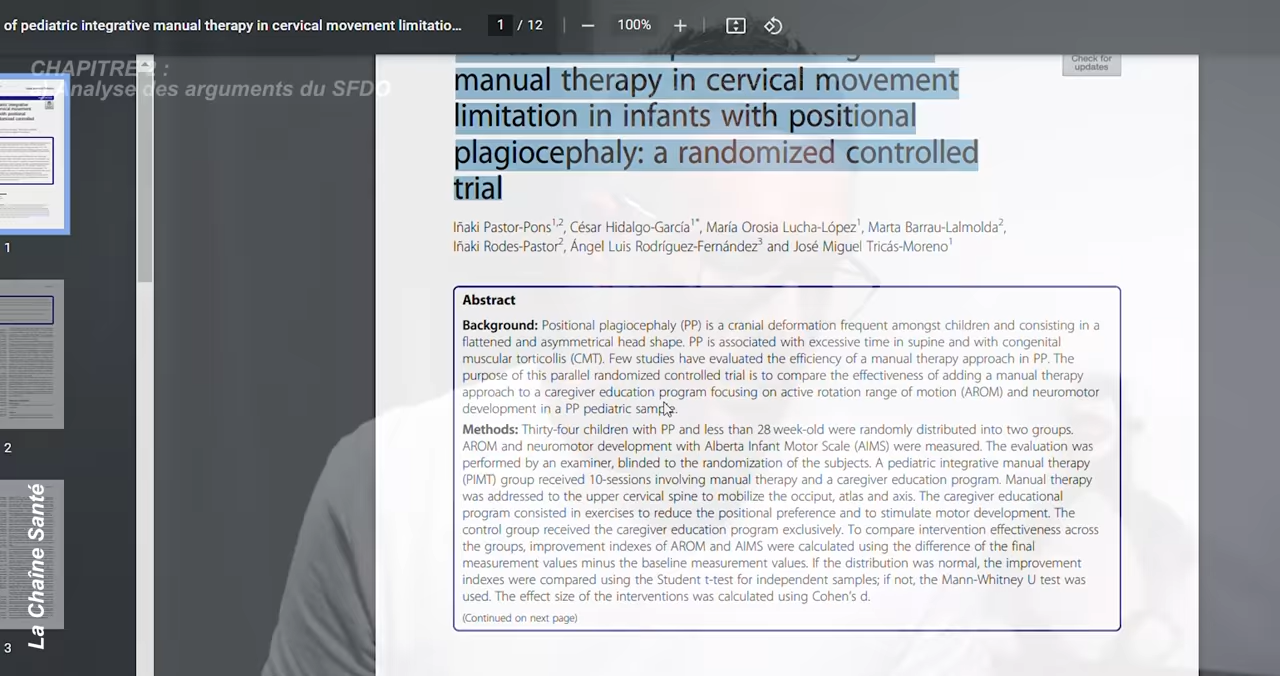 of pediatric integrative manual therapy in cervical movement limitatio...
1 / 12
100%
CHAPITRE
Analyse des arguments du SFDO
Check for
updates
manual therapy in cervical movement
limitation in infants with positional
plagiocephaly: a randomized controlled
trial
Iñaki Pastor-Pons1,2, César Hidalgo-García1*, María Orosia Lucha-López1, Marta Barrau-Lalmolda2,
Iñaki Rodes-Pastor2, Ángel Luis Rodríguez-Fernández3 and José Miguel Tricás-Moreno1
Abstract
Background: Positional plagiocephaly (PP) is a cranial deformation frequent amongst children and consisting in a
flattened and asymmetrical head shape. PP is associated with excessive time in supine and with congenital
muscular torticollis (CMT). Few studies have evaluated the efficiency of a manual therapy approach in PP. The
purpose of this parallel randomized controlled trial is to compare the effectiveness of adding a manual therapy
approach to a caregiver education program focusing on active rotation range of motion (AROM) and neuromotor
development in a PP pediatric sample.
Methods: Thirty-four children with PP and less than 28 week-old were randomly distributed into two groups.
AROM and neuromotor development with Alberta Infant Motor Scale (AIMS) were measured. The evaluation was
performed by an examiner, blinded to the randomization of the subjects. A pediatric integrative manual therapy
(PIMT) group received 10-sessions involving manual therapy and a caregiver education program. Manual therapy
was addressed to the upper cervical spine to mobilize the occiput, atlas and axis. The caregiver educational
program consisted in exercises to reduce the positional preference and to stimulate motor development. The
control group received the caregiver education program exclusively. To compare intervention effectiveness across
the groups, improvement indexes of AROM and AIMS were calculated using the difference of the final
measurement values minus the baseline measurement values. If the distribution was normal, the improvement
indexes were compared using the Student t-test for independent samples; if not, the Mann-Whitney U test was
used. The effect size of the interventions was calculated using Cohen's d.
(Continued on next page)
1
2
3
La Chaîne Santé